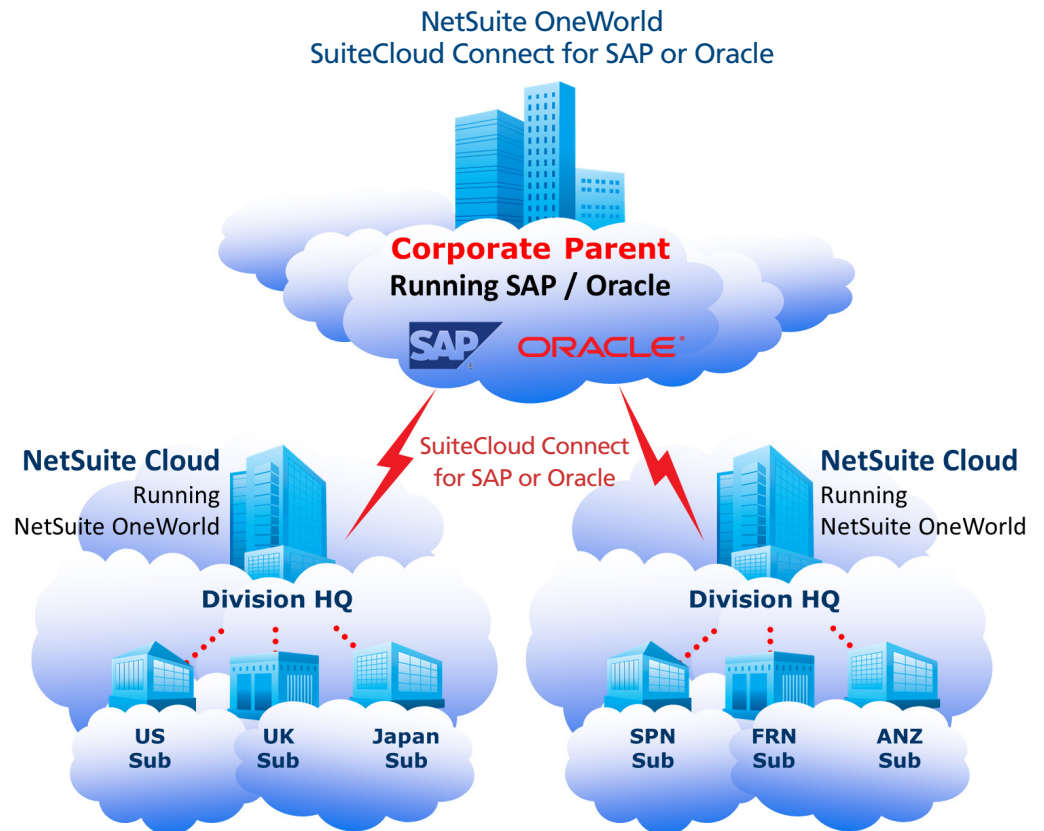 NetSuite OneWorld
SuiteCloud Connect for SAP or Oracle
Corporate Parent
Running SAP / Oracle
SAP ORACLE
SuiteCloud Connect
for SAP or Oracle
NetSuite Cloud
Running
NetSuite OneWorld
Division HQ
US
Sub
UK
Sub
Japan
Sub
NetSuite Cloud
Running
NetSuite OneWorld
Division HQ
SPN
Sub
FRN
Sub
ANZ
Sub